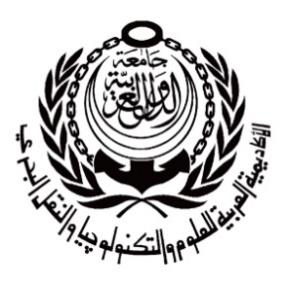 جامعة
الدول العربية
الأكاديمية العربية للعلوم والتكنولوجيا والنقل البحري